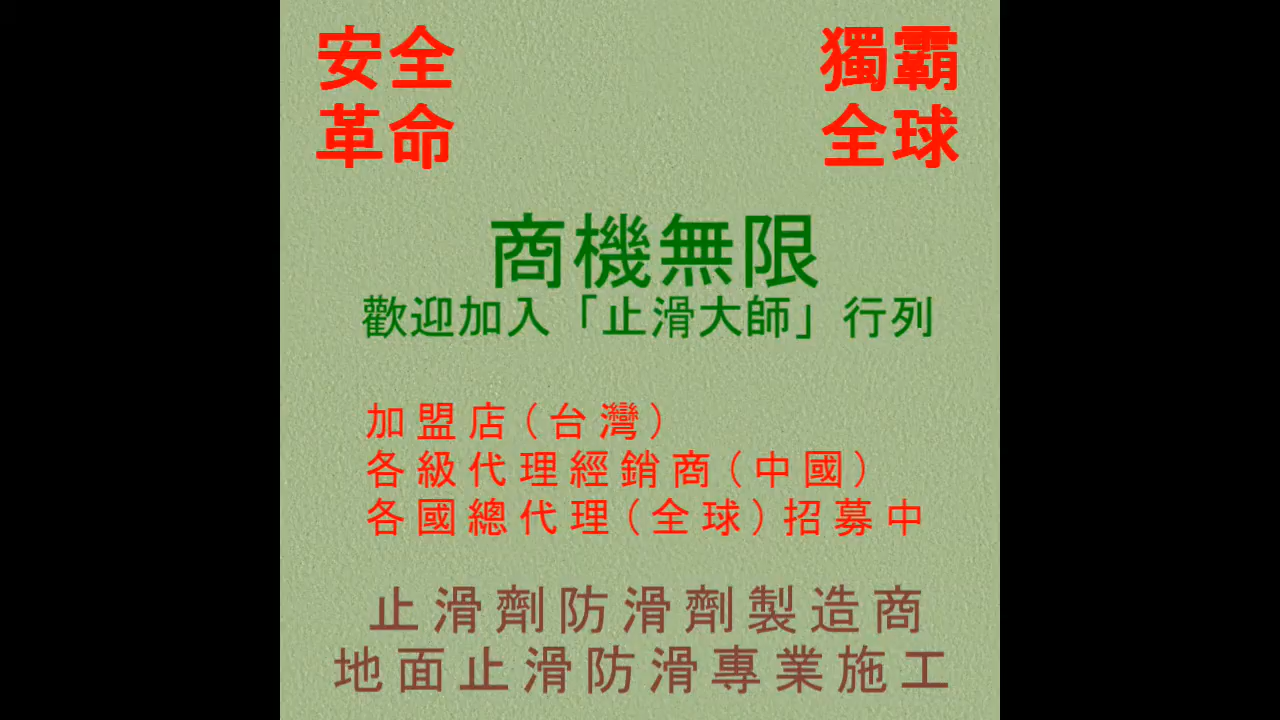 安全
革命
獨霸
全球
商機無限
歡迎加入「止滑大師」行列
加盟店(台灣)
各級代理經銷商(中國)
各國總代理(全球)招募中
止滑劑防滑劑製造商
地面止滑防滑專業施工